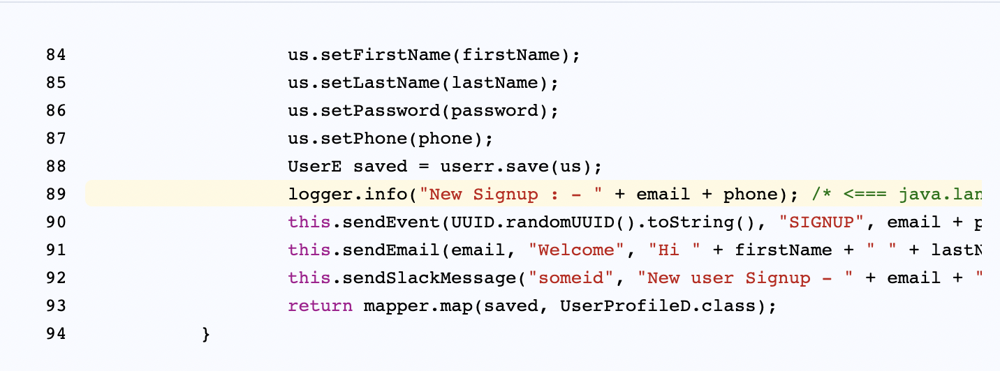 84 us.setFirstName(firstName);
85 us.setLastName(lastName);
86 us.setPassword(password);
87 us.setPhone(phone);
88 UserE saved = userr.save(us);
89 logger.info("New Signup : - " + email + phone); /* <=== java.lan
90 this.sendEvent(UUID.randomUUID().toString(), "SIGNUP", email + p
91 this.sendEmail(email, "Welcome", "Hi " + firstName + " " + lastN
92 this.sendSlackMessage("someid", "New user Signup - " + email + "
93 return mapper.map(saved, UserProfileD.class);
94 }